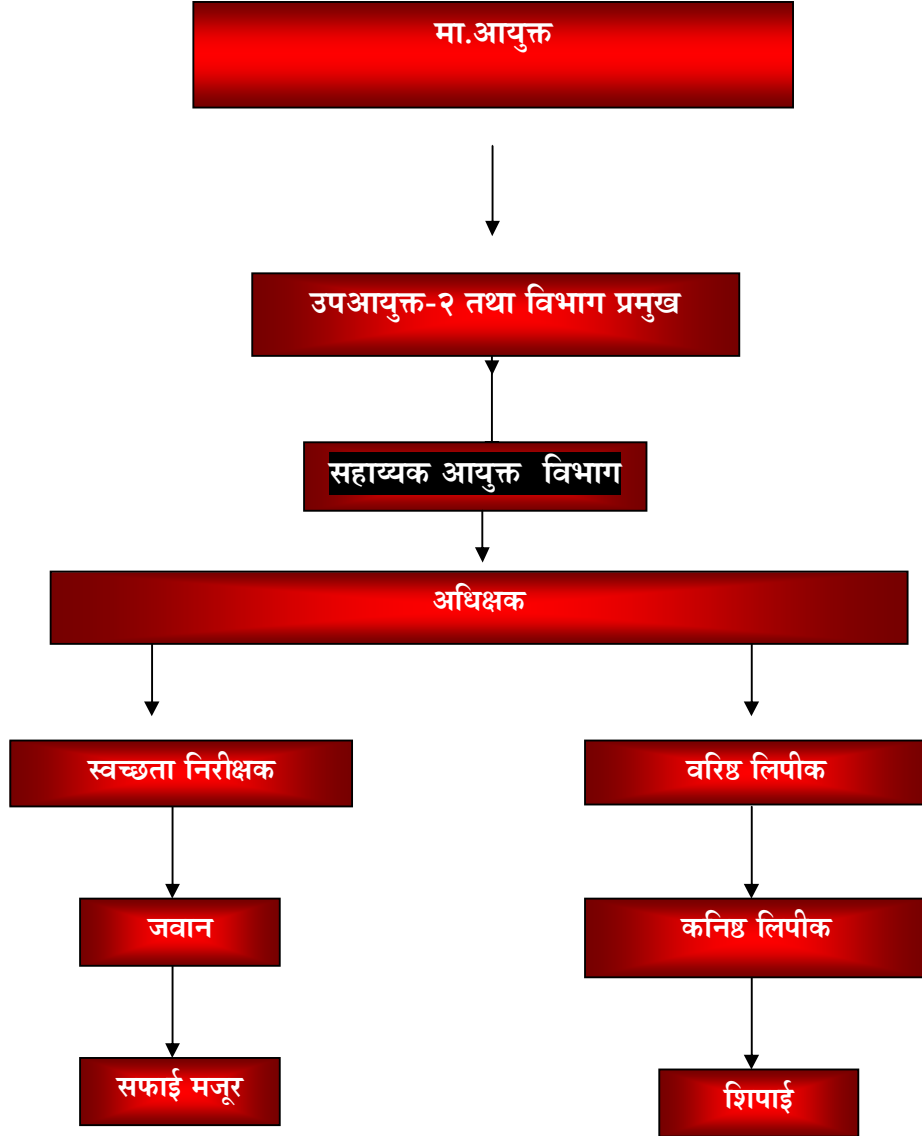 मा.आयुक्त
उपआयुक्त-२ तथा विभाग प्रमुख
सहाय्यक आयुक्त विभाग
अधिक्षक
स्वच्छता निरीक्षक
वरिष्ठ लिपीक
जवान
कनिष्ठ लिपीक
सफाई मजूर
शिपाई